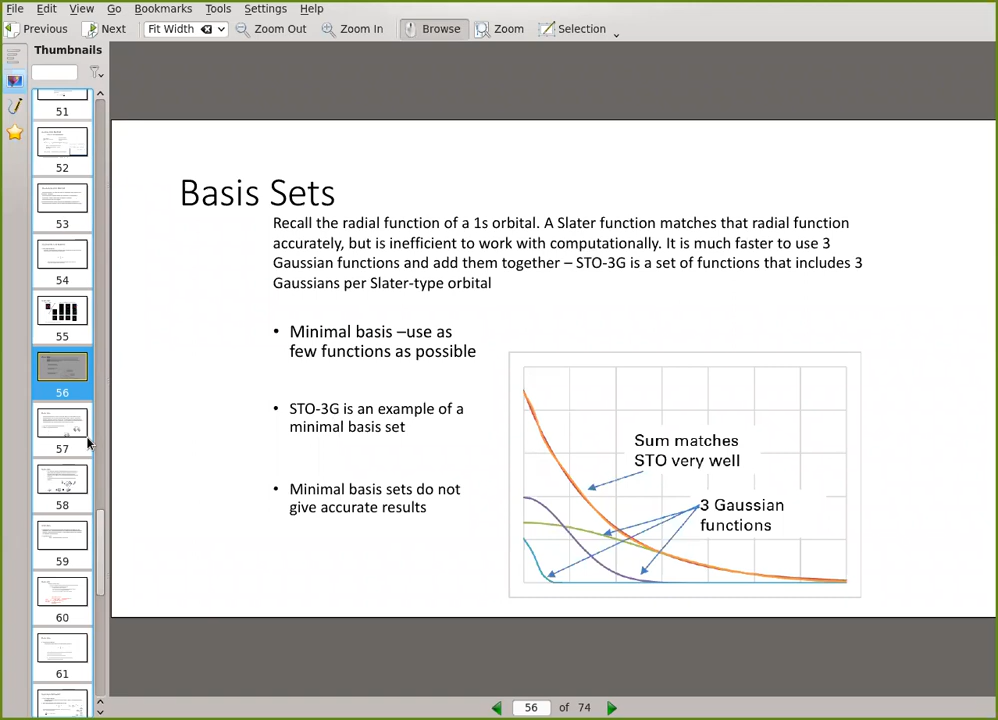 File Edit View Go Bookmarks Tools Settings Help
Previous Next Fit Width Zoom Out Zoom In Browse Zoom Selection
Thumbnails
51
52
53
54
55
56
57
58
59
60
61
Basis Sets
Recall the radial function of a 1s orbital. A Slater function matches that radial function
accurately, but is inefficient to work with computationally. It is much faster to use 3
Gaussian functions and add them together – STO-3G is a set of functions that includes 3
Gaussians per Slater-type orbital
• Minimal basis –use as
few functions as possible
• STO-3G is an example of a
minimal basis set
• Minimal basis sets do not
give accurate results
Sum matches
STO very well
3 Gaussian
functions
56 of 74